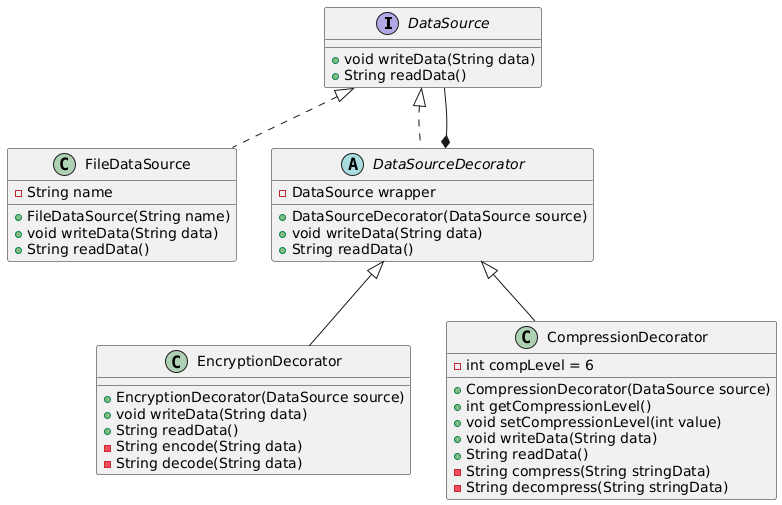 I DataSource
void writeData(String data)
String readData()
C FileDataSource
String name
FileDataSource(String name)
void writeData(String data)
String readData()
A DataSourceDecorator
DataSource wrapper
DataSourceDecorator(DataSource source)
void writeData(String data)
String readData()
C EncryptionDecorator
EncryptionDecorator(DataSource source)
void writeData(String data)
String readData()
String encode(String data)
String decode(String data)
C CompressionDecorator
int compLevel = 6
CompressionDecorator(DataSource source)
int getCompressionLevel()
void setCompressionLevel(int value)
void writeData(String data)
String readData()
String compress(String stringData)
String decompress(String stringData)